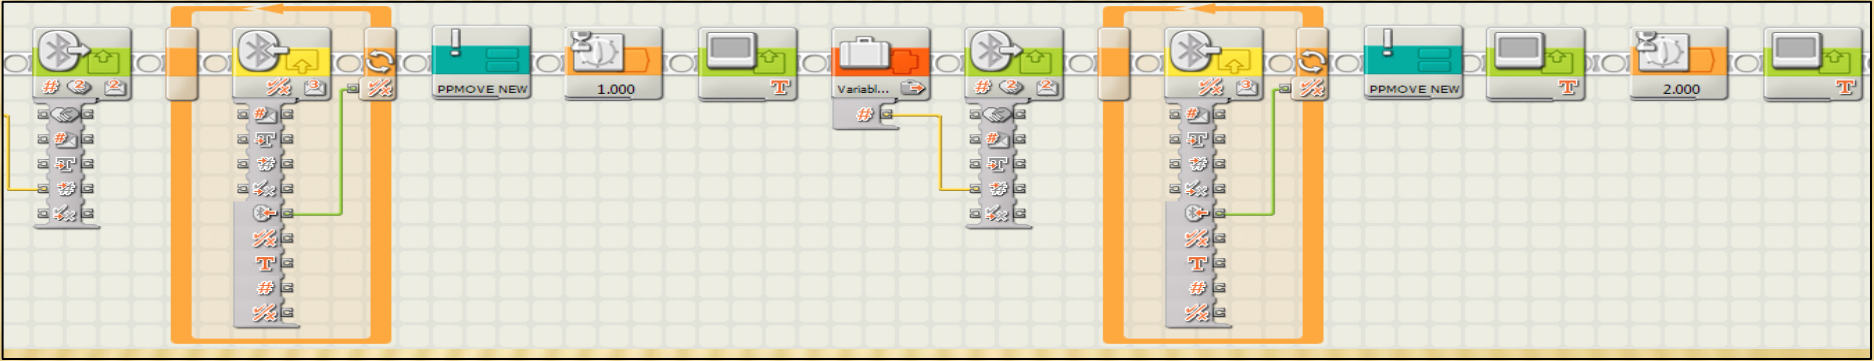 PPMOVE NEW
1.000
T
Variabl...
#
PPMOVE NEW
T
2.000
T